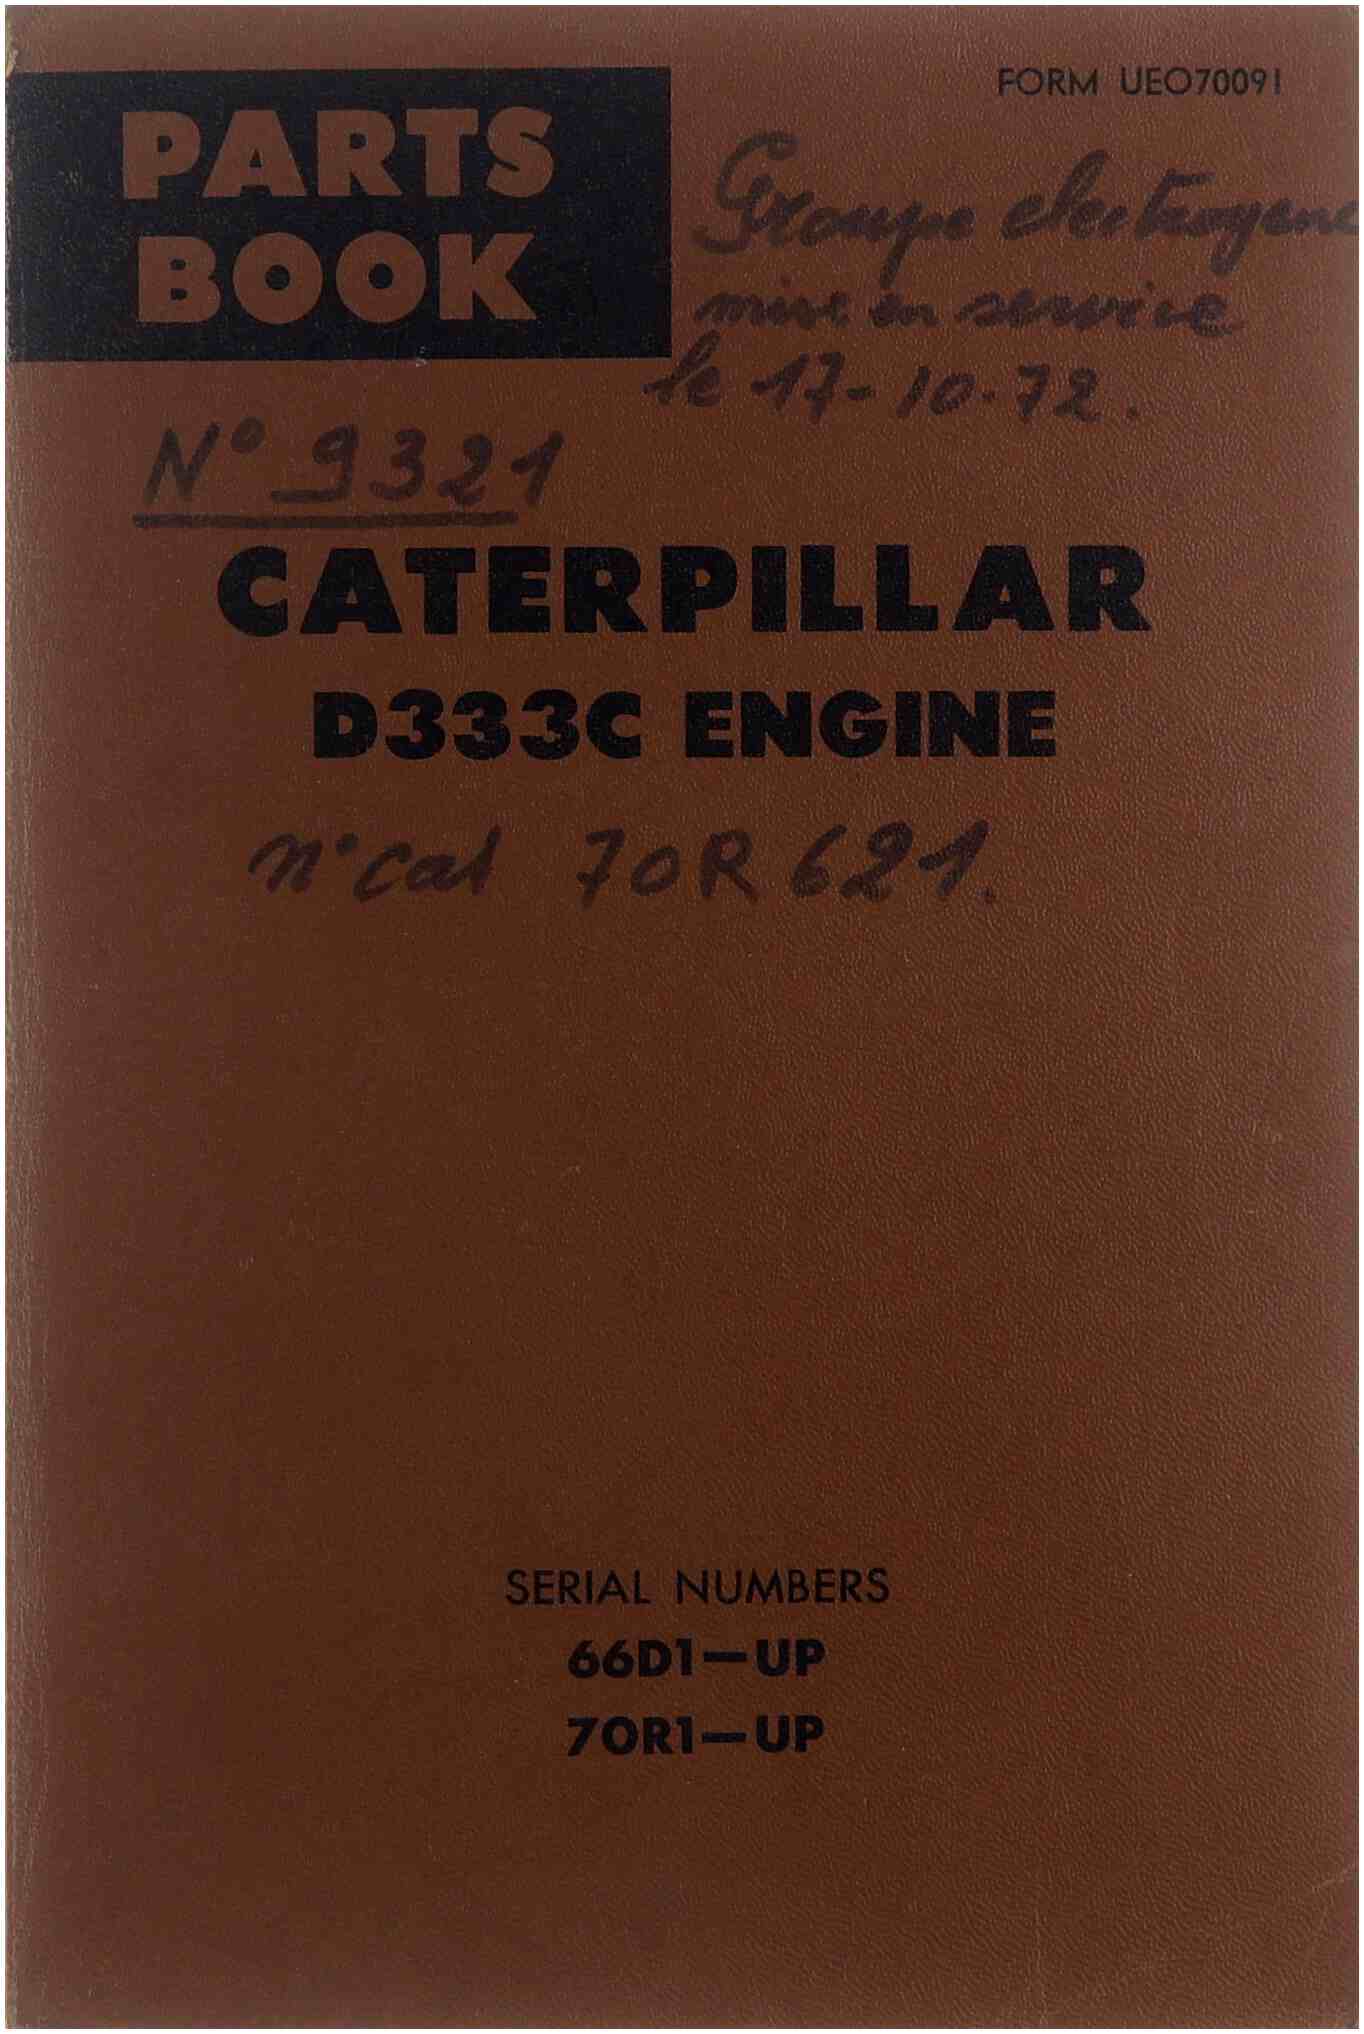 FORM UEO70091
PARTS
BOOK
Groupe electrogene
mise en service
le 17-10-72.
N° 9321
CATERPILLAR
D333C ENGINE
n° cat 70R621.
SERIAL NUMBERS
66D1—UP
70R1—UP